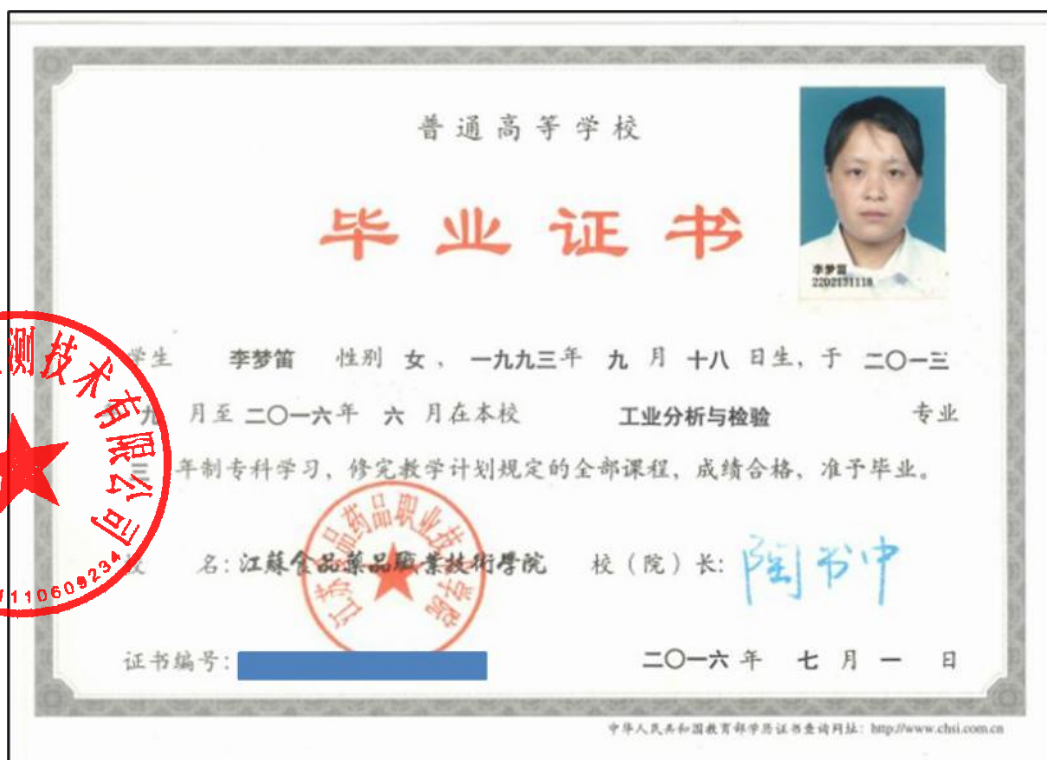 普通高等学校
毕业证书
李梦笛
2202131118
学生 李梦笛 性别 女，一九九三年 九 月 十八 日生，于 二〇一三
九 月至 二〇一六年 六 月在本校 工业分析与检验 专业
三 年制专科学习，修完教学计划规定的全部课程，成绩合格，准予毕业。
校 名：江蘇食品藥品職業技術學院 校（院）长：陶书中
江苏食品药品职业技术学院
测技术有限公司
证书编号：
二〇一六 年 七 月 一 日
中华人民共和国教育部学历证书查询网址：http://www.chsi.com.cn